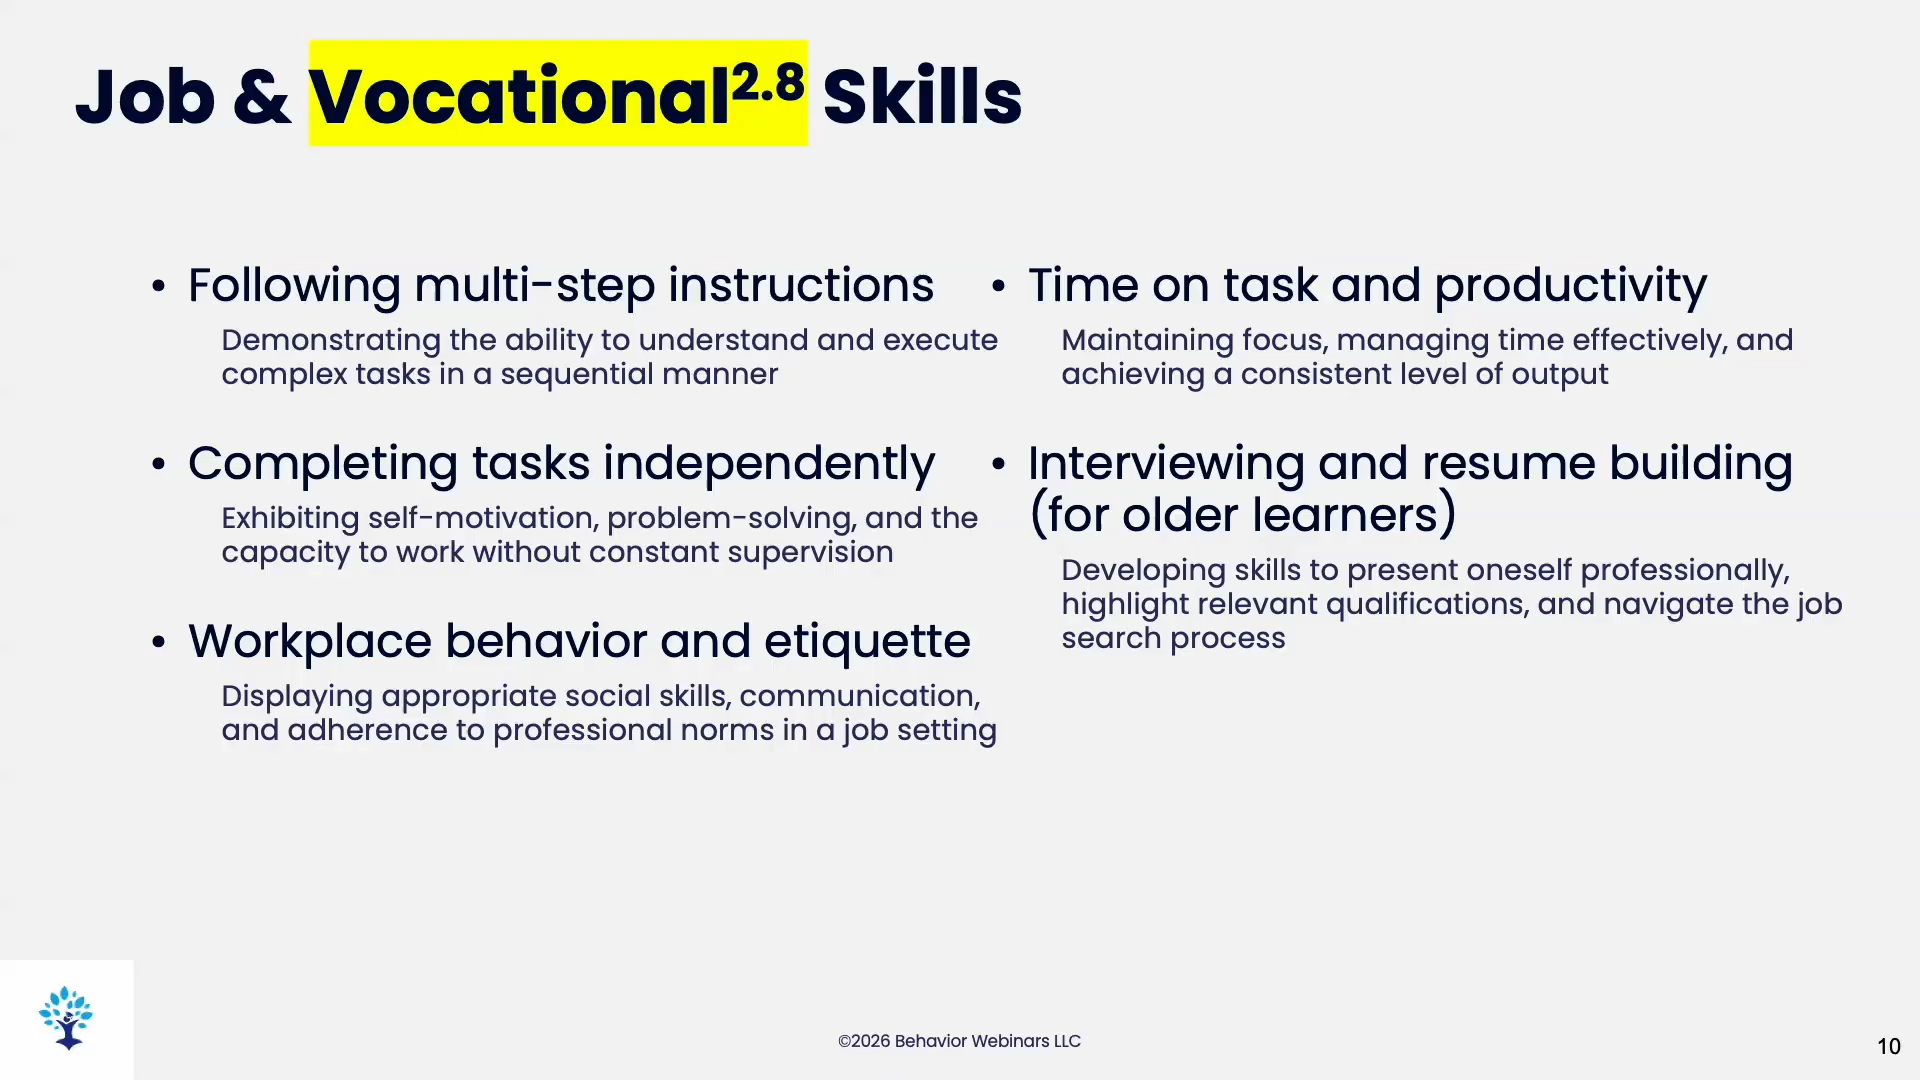 Job & Vocational2.8 Skills
• Following multi-step instructions
Demonstrating the ability to understand and execute
complex tasks in a sequential manner
• Completing tasks independently
Exhibiting self-motivation, problem-solving, and the
capacity to work without constant supervision
• Workplace behavior and etiquette
Displaying appropriate social skills, communication,
and adherence to professional norms in a job setting
• Time on task and productivity
Maintaining focus, managing time effectively, and
achieving a consistent level of output
• Interviewing and resume building
(for older learners)
Developing skills to present oneself professionally,
highlight relevant qualifications, and navigate the job
search process
©2026 Behavior Webinars LLC
10